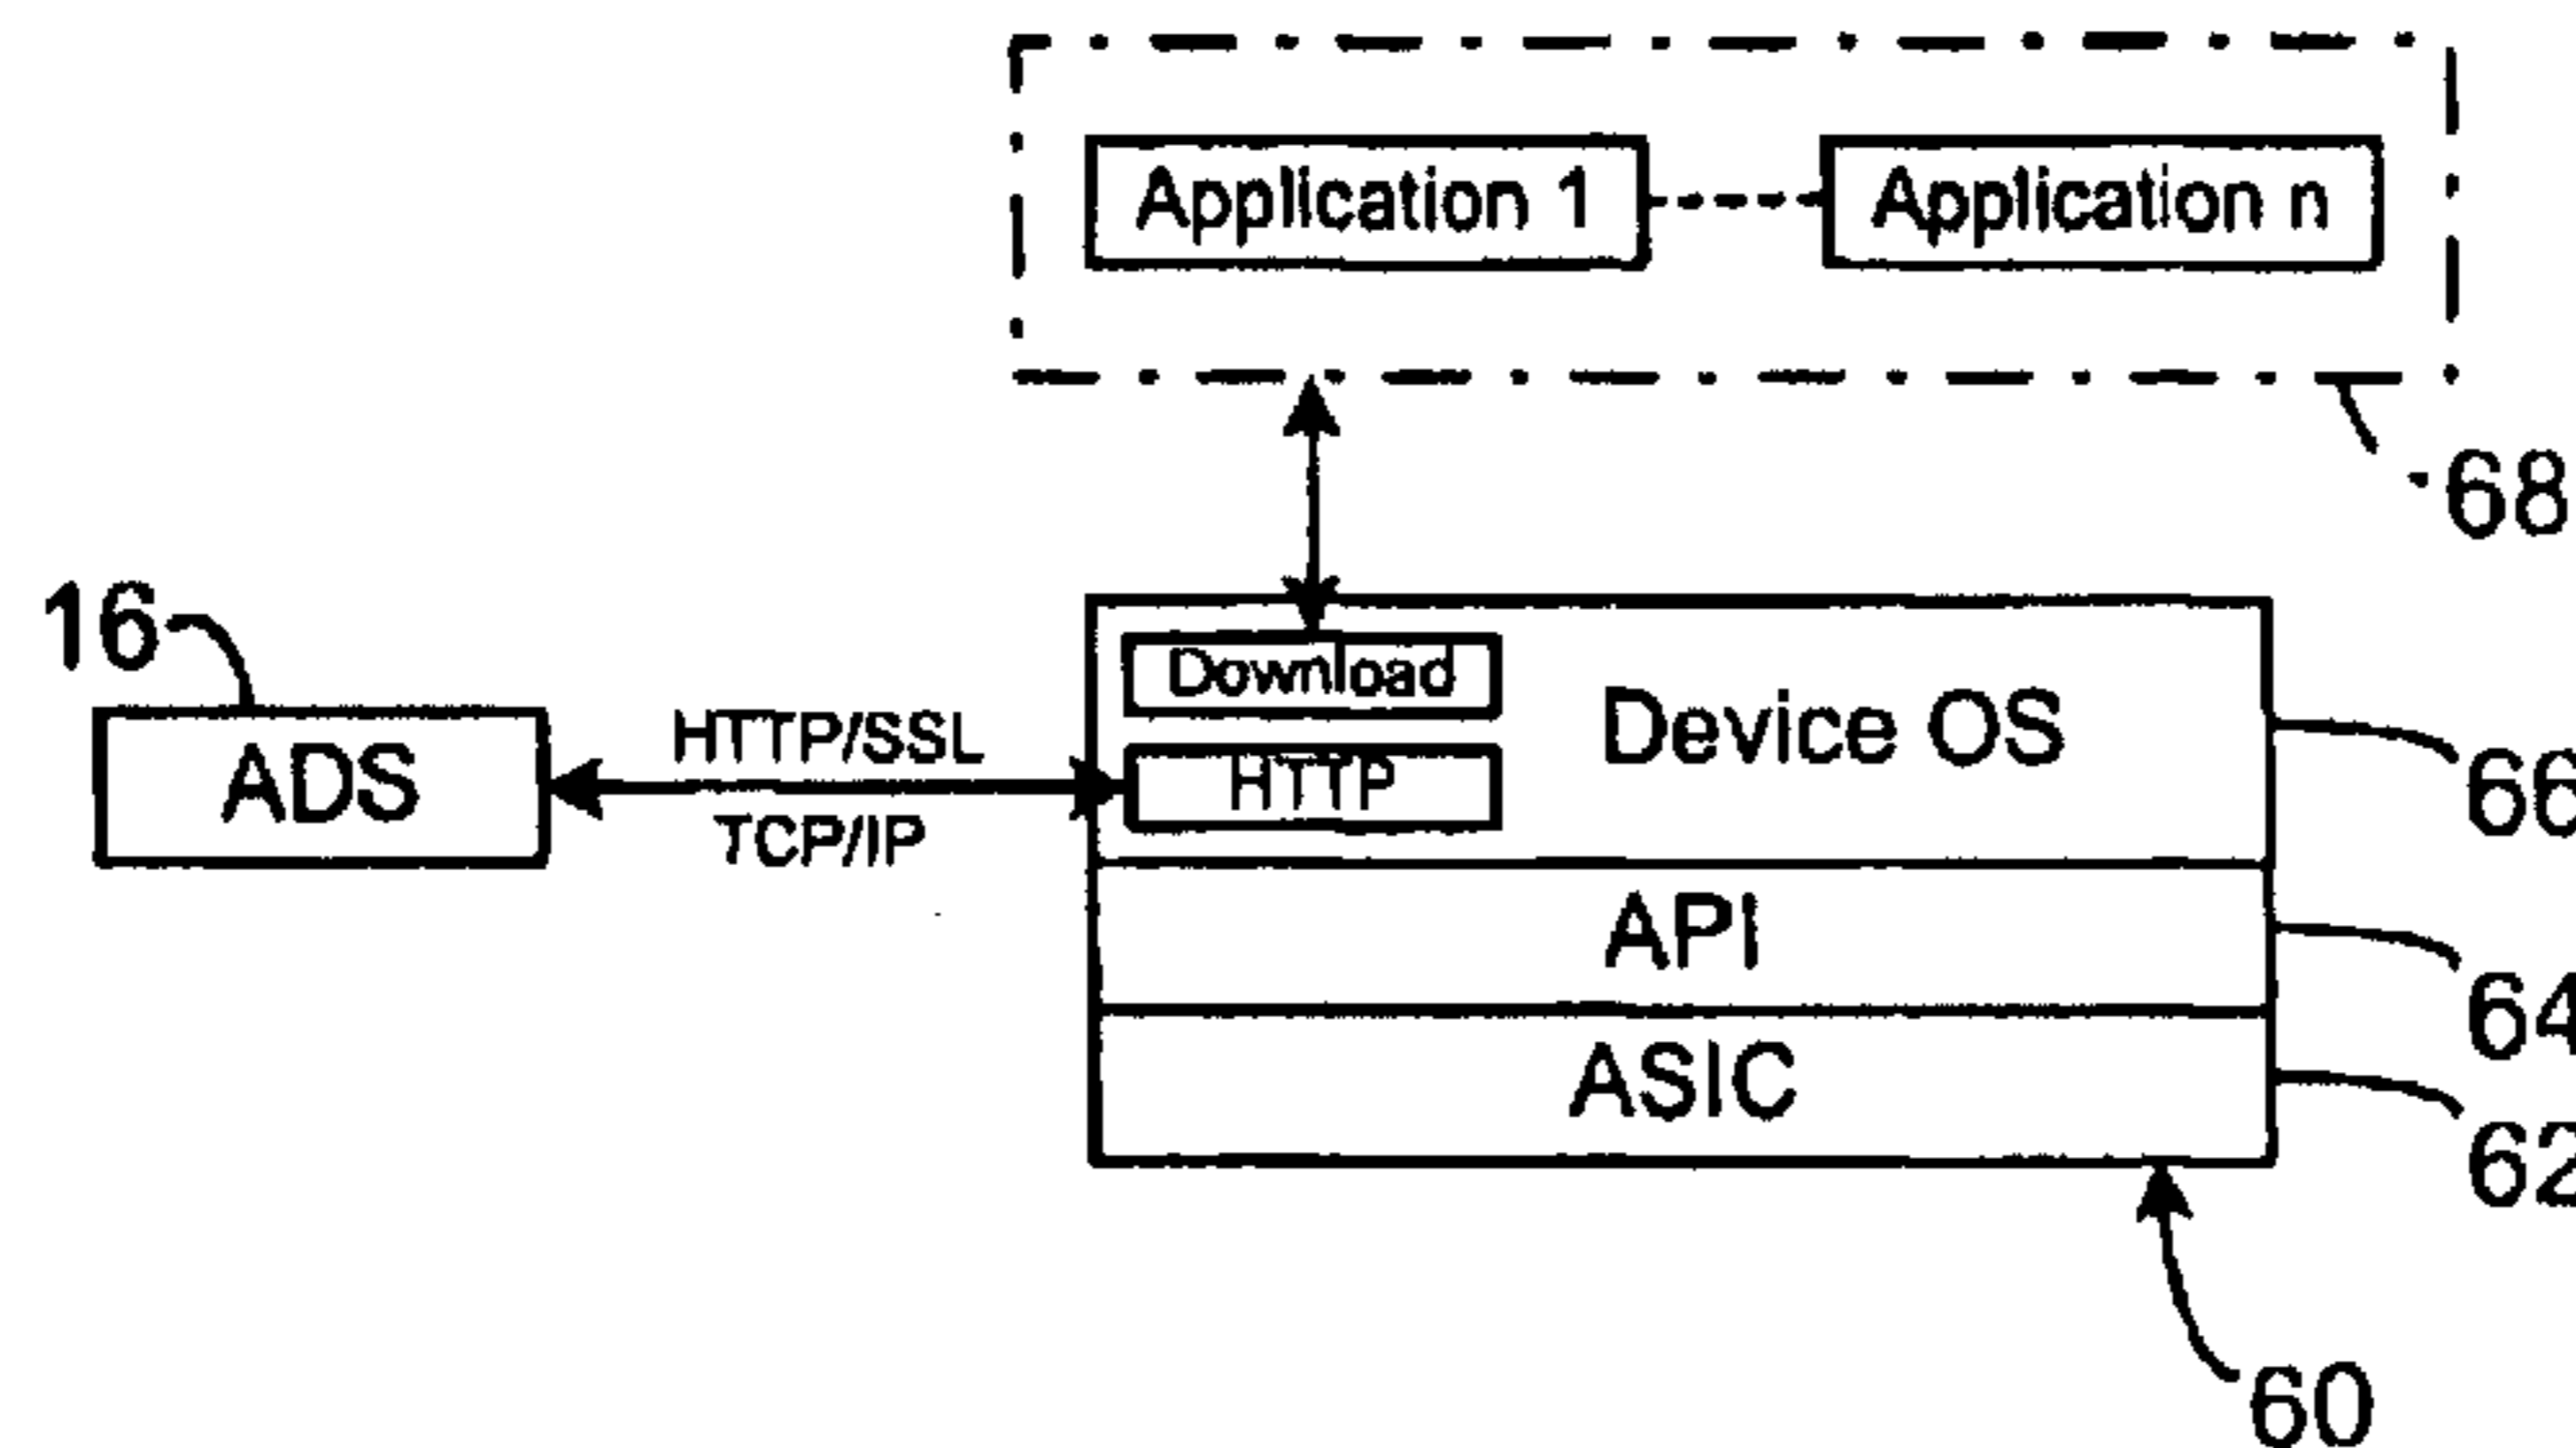 Application 1
Application n
68
16
Download
Device OS
HTTP/SSL
ADS
HTTP
66
TCP/IP
API
64
ASIC
62
60